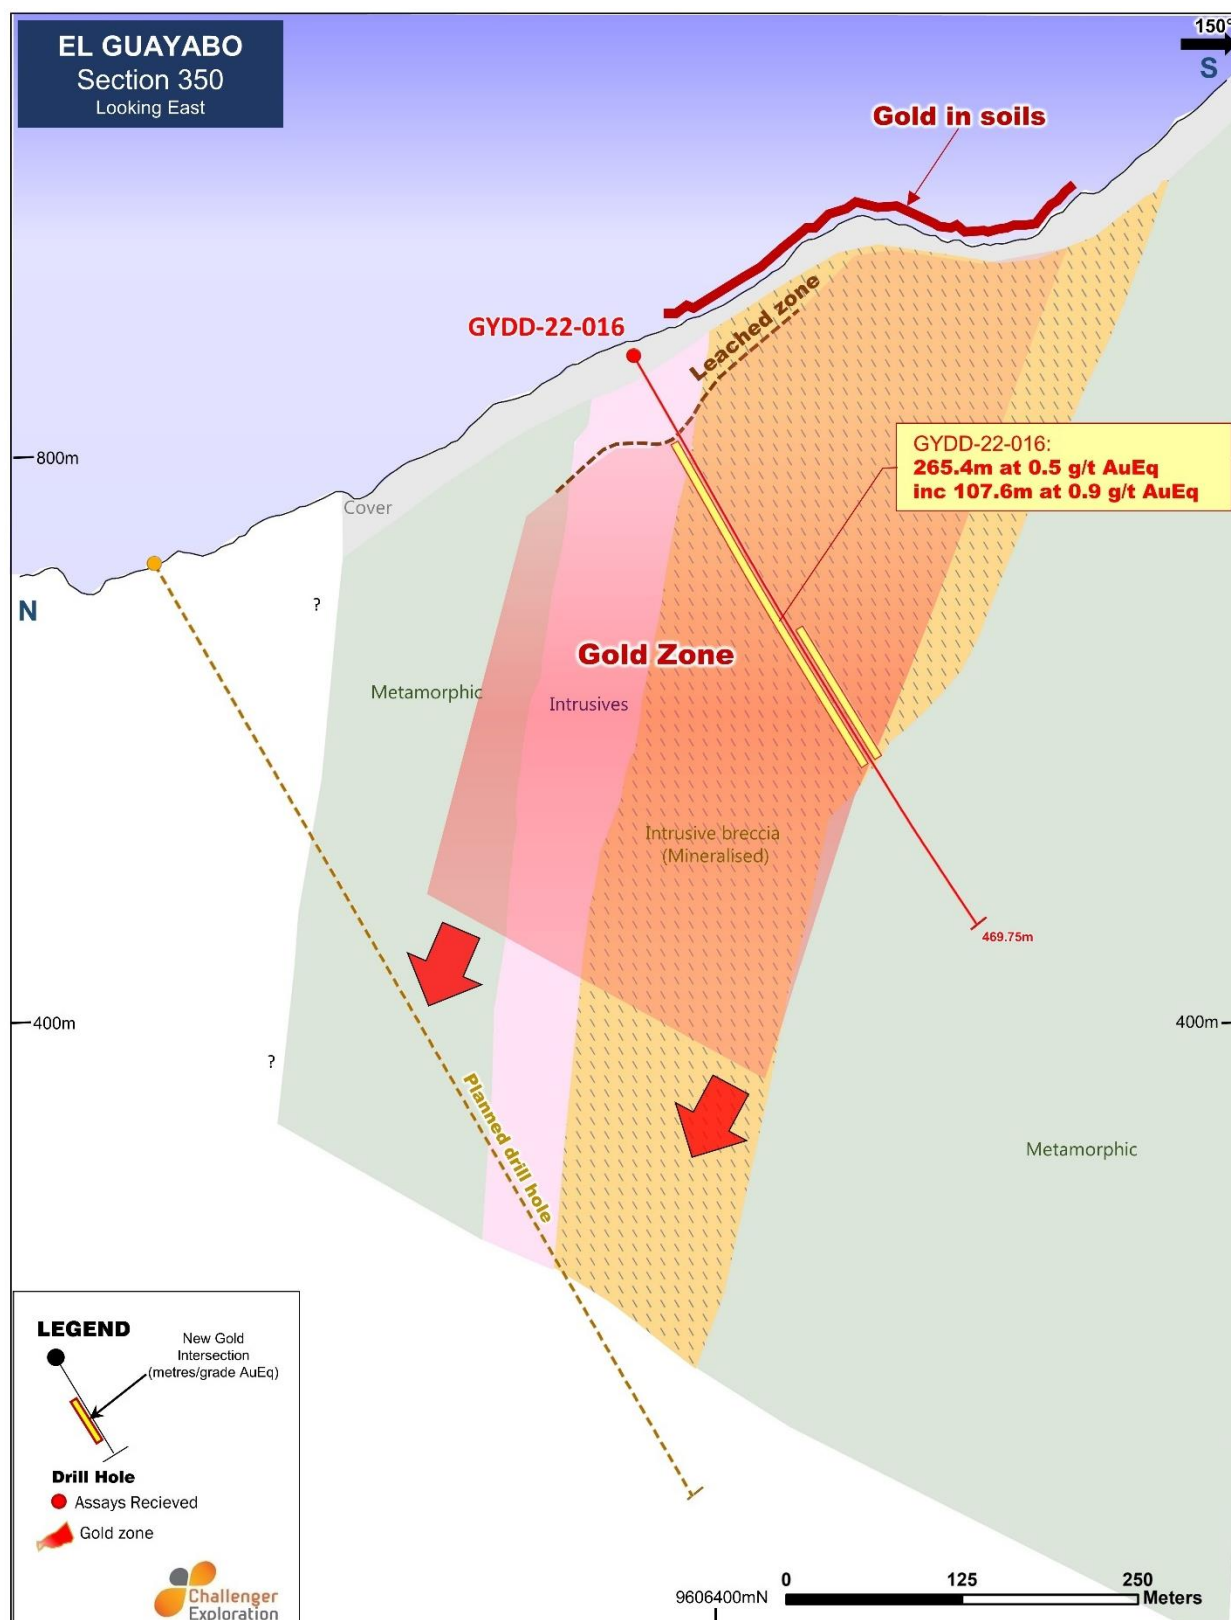 EL GUAYABO
Section 350
Looking East
150°
S
Gold in soils
GYDD-22-016
Leached zone
GYDD-22-016:
265.4m at 0.5 g/t AuEq
inc 107.6m at 0.9 g/t AuEq
800m
Cover
N
?
Gold Zone
Metamorphic
Intrusives
Intrusive breccia
(Mineralised)
469.75m
400m
400m
?
Planned drill hole
Metamorphic
LEGEND
New Gold
Intersection
(metres/grade AuEq)
Drill Hole
Assays Recieved
Gold zone
Challenger
Exploration
9606400mN
0 125 250
Meters